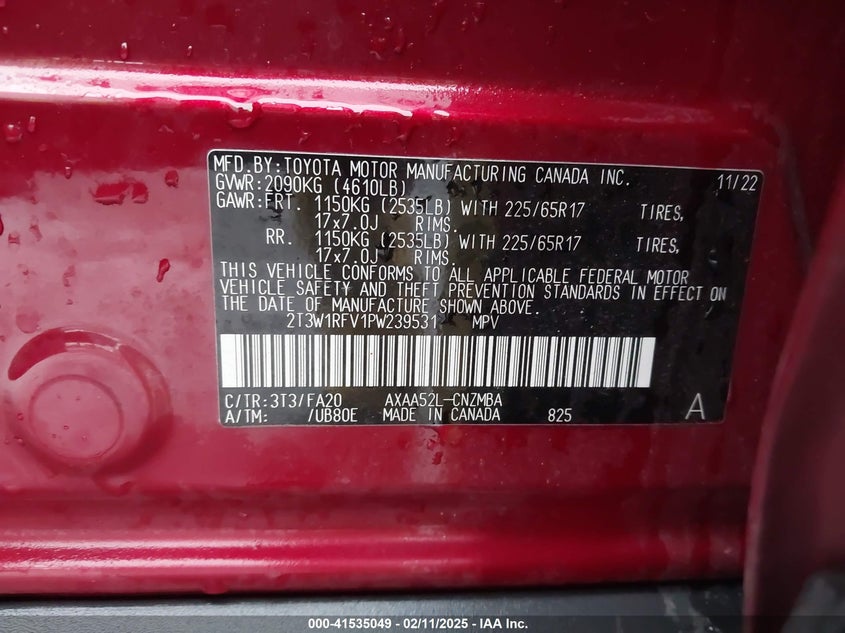 MFD.BY:TOYOTA MOTOR MANUFACTURING CANADA INC. 11/22
GVWR:2090KG (4610LB)
GAWR:FRT. 1150KG (2535LB) WITH 225/65R17 TIRES,
17x7.0J RIMS.
RR. 1150KG (2535LB) WITH 225/65R17 TIRES,
17x7.0J RIMS.
THIS VEHICLE CONFORMS TO ALL APPLICABLE FEDERAL MOTOR
VEHICLE SAFETY AND THEFT PREVENTION STANDARDS IN EFFECT ON
THE DATE OF MANUFACTURE SHOWN ABOVE.
2T3W1RFV1PW239531 MPV
C/TR:3T3/FA20 AXAA52L-CNZMBA
A/TM: /UB80E MADE IN CANADA 825 A
000-41535049 - 02/11/2025 - IAA Inc.